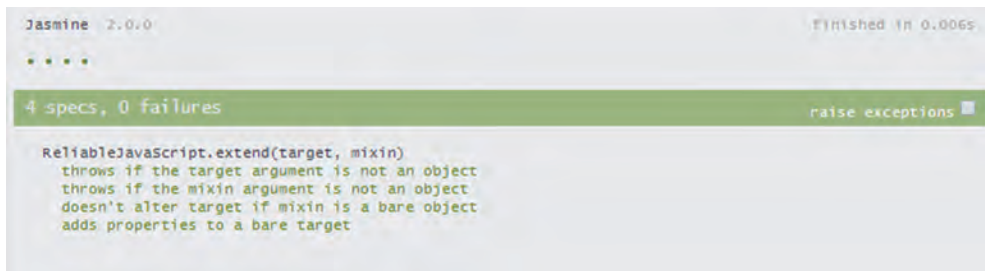 Jasmine 2.0.0 finished in 0.006s
••••
4 specs, 0 failures raise exceptions
ReliableJavaScript.extend(target, mixin)
throws if the target argument is not an object
throws if the mixin argument is not an object
doesn't alter target if mixin is a bare object
adds properties to a bare target